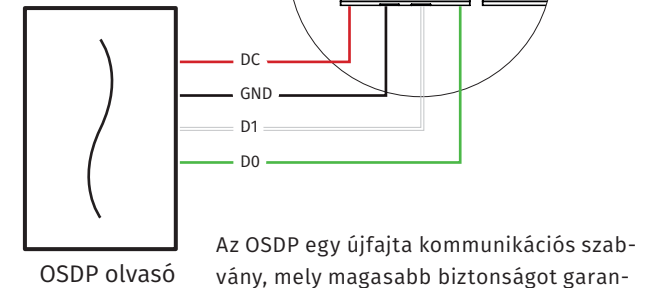 DC
GND
D1
D0
OSDP olvasó
Az OSDP egy újfajta kommunikációs szab-
vány, mely magasabb biztonságot garan-